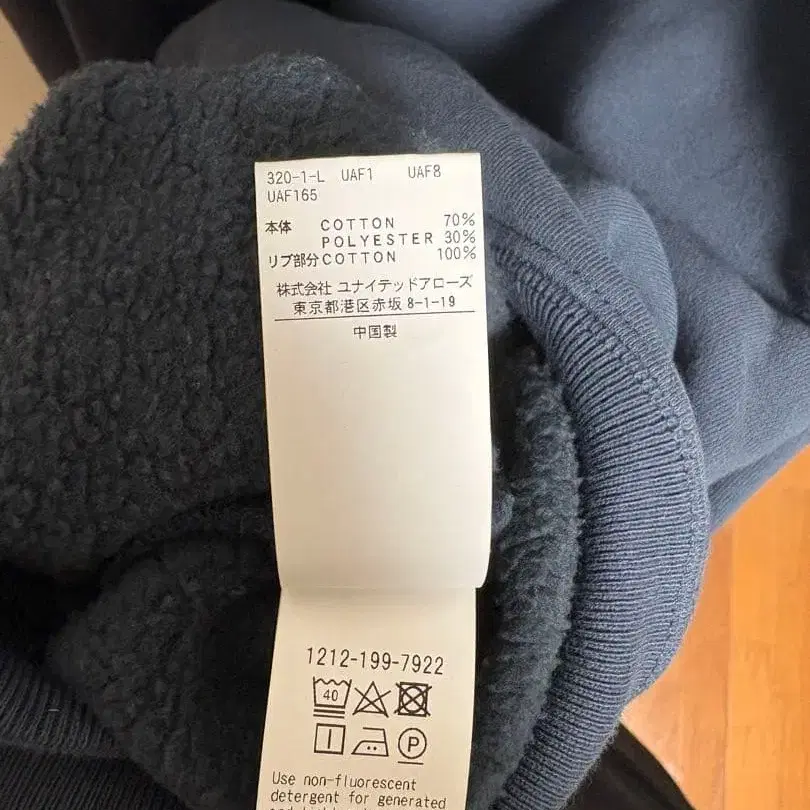 320-1-L UAF1 UAF8
UAF165
本体 COTTON 70%
POLYESTER 30%
リブ部分 COTTON 100%
株式会社 ユナイテッドアローズ
東京都港区赤坂 8-1-19
中国製
1212-199-7922
40
P
Use non-fluorescent
detergent for generated